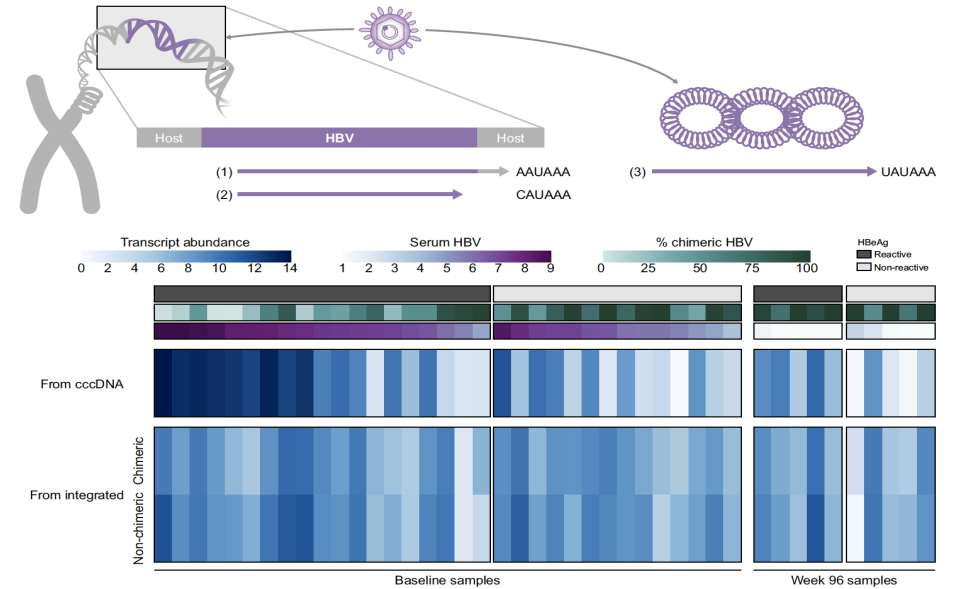 Host HBV Host
(1) AAUAAA
(2) CAUAAA
(3) UAUAAA
Transcript abundance
0 2 4 6 8 10 12 14
Serum HBV
1 2 3 4 5 6 7 8 9
% chimeric HBV
0 25 50 75 100
HBeAg
Reactive
Non-reactive
From cccDNA
From integrated
Chimeric
Non-chimeric
Baseline samples
Week 96 samples